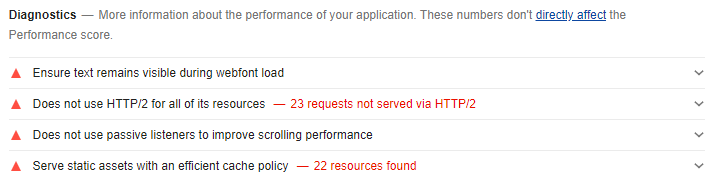 Diagnostics — More information about the performance of your application. These numbers don't directly affect the
Performance score.
Ensure text remains visible during webfont load
Does not use HTTP/2 for all of its resources — 23 requests not served via HTTP/2
Does not use passive listeners to improve scrolling performance
Serve static assets with an efficient cache policy — 22 resources found